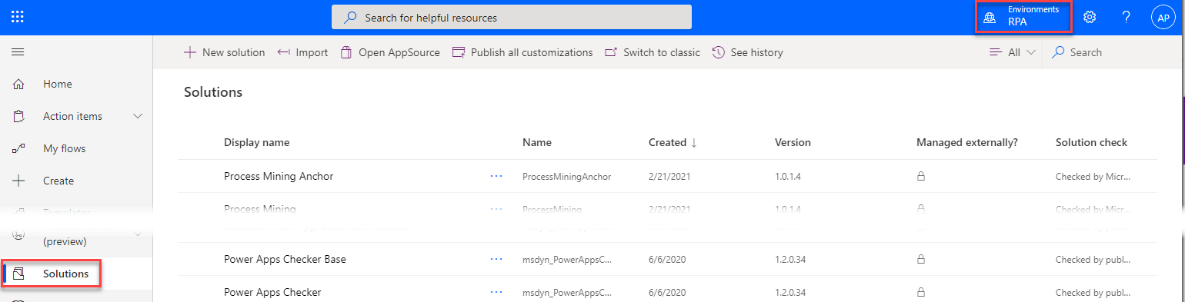 Search for helpful resources
Environments
RPA
AP
New solution
Import
Open AppSource
Publish all customizations
Switch to classic
See history
All
Search
Home
Action items
My flows
Create
Templates
(preview)
Solutions
Solutions
Display name Name Created ↓ Version Managed externally? Solution check
Process Mining Anchor ... ProcessMiningAnchor 2/21/2021 1.0.1.4 Checked by Micr...
Process Mining ... ProcessMining 2/21/2021 1.0.1.4 Checked by Micr...
Power Apps Checker Base ... msdyn_PowerAppsC... 6/6/2020 1.2.0.34 Checked by publ...
Power Apps Checker ... msdyn_PowerAppsC... 6/6/2020 1.2.0.34 Checked by publ...